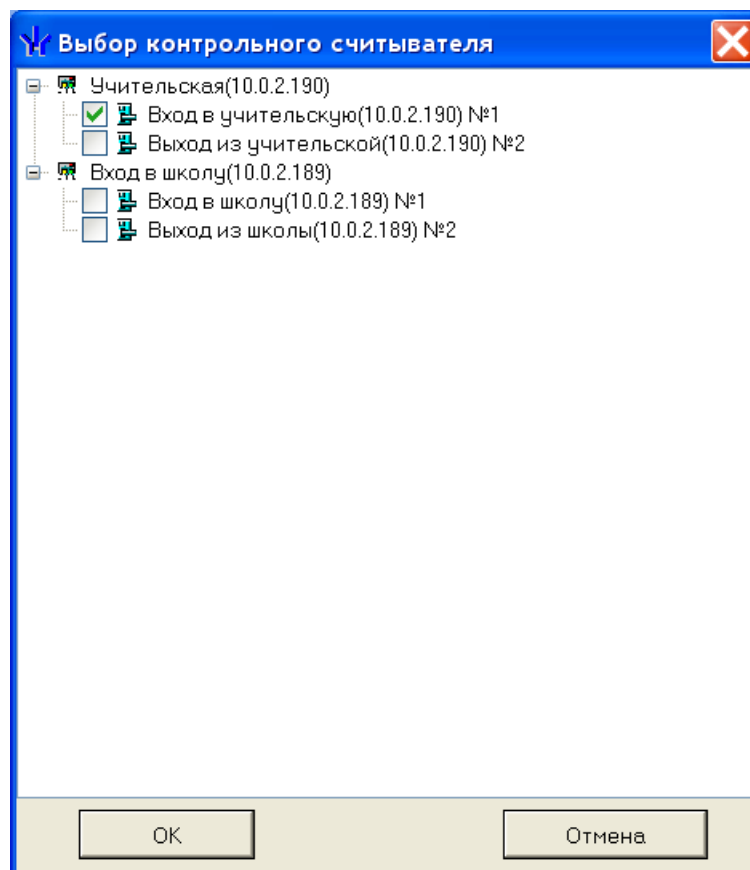 Выбор контрольного считывателя
Учительская(10.0.2.190)
Вход в учительскую(10.0.2.190) №1
Выход из учительской(10.0.2.190) №2
Вход в школу(10.0.2.189)
Вход в школу(10.0.2.189) №1
Выход из школы(10.0.2.189) №2
OK
Отмена